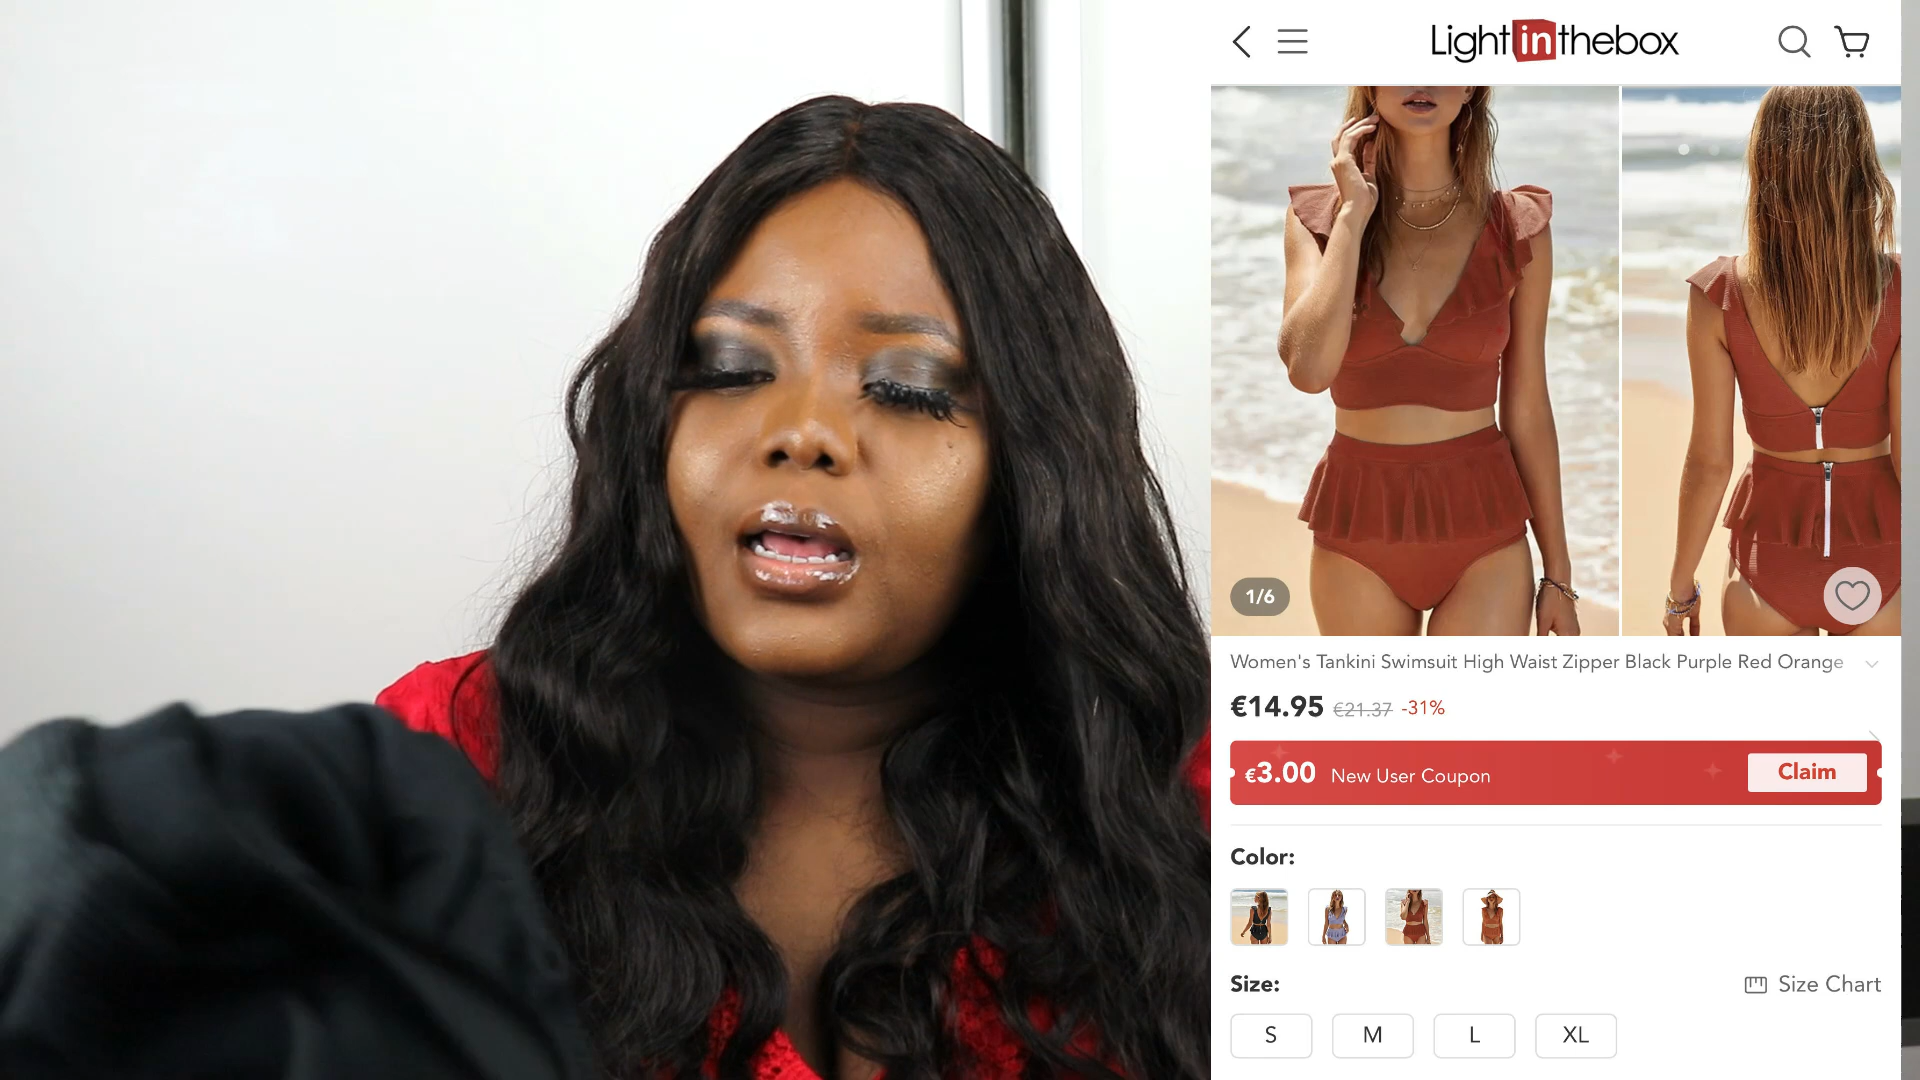 Lightinthebox
1/6
Women's Tankini Swimsuit High Waist Zipper Black Purple Red Orange
€14.95 €21.37 -31%
€3.00 New User Coupon Claim
Color:
Size: Size Chart
S M L XL